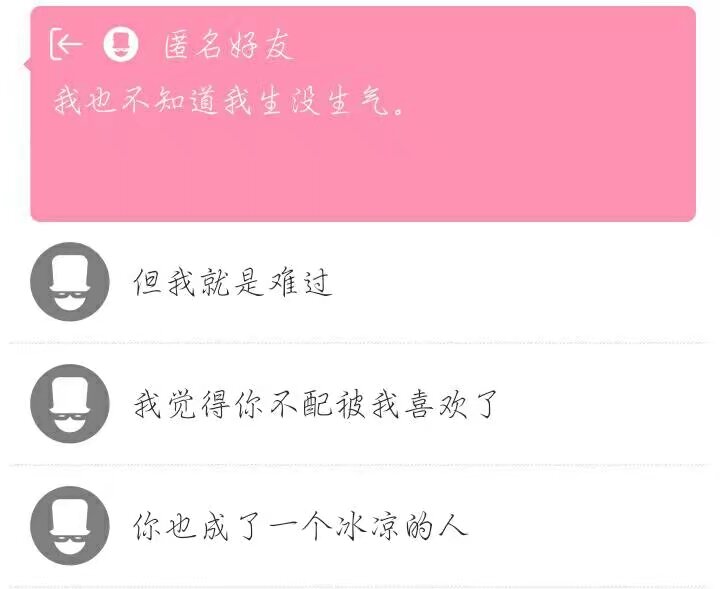 匿名好友
我也不知道我生没生气。
但我就是难过
我觉得你不配被我喜欢了
你也成了一个冰凉的人